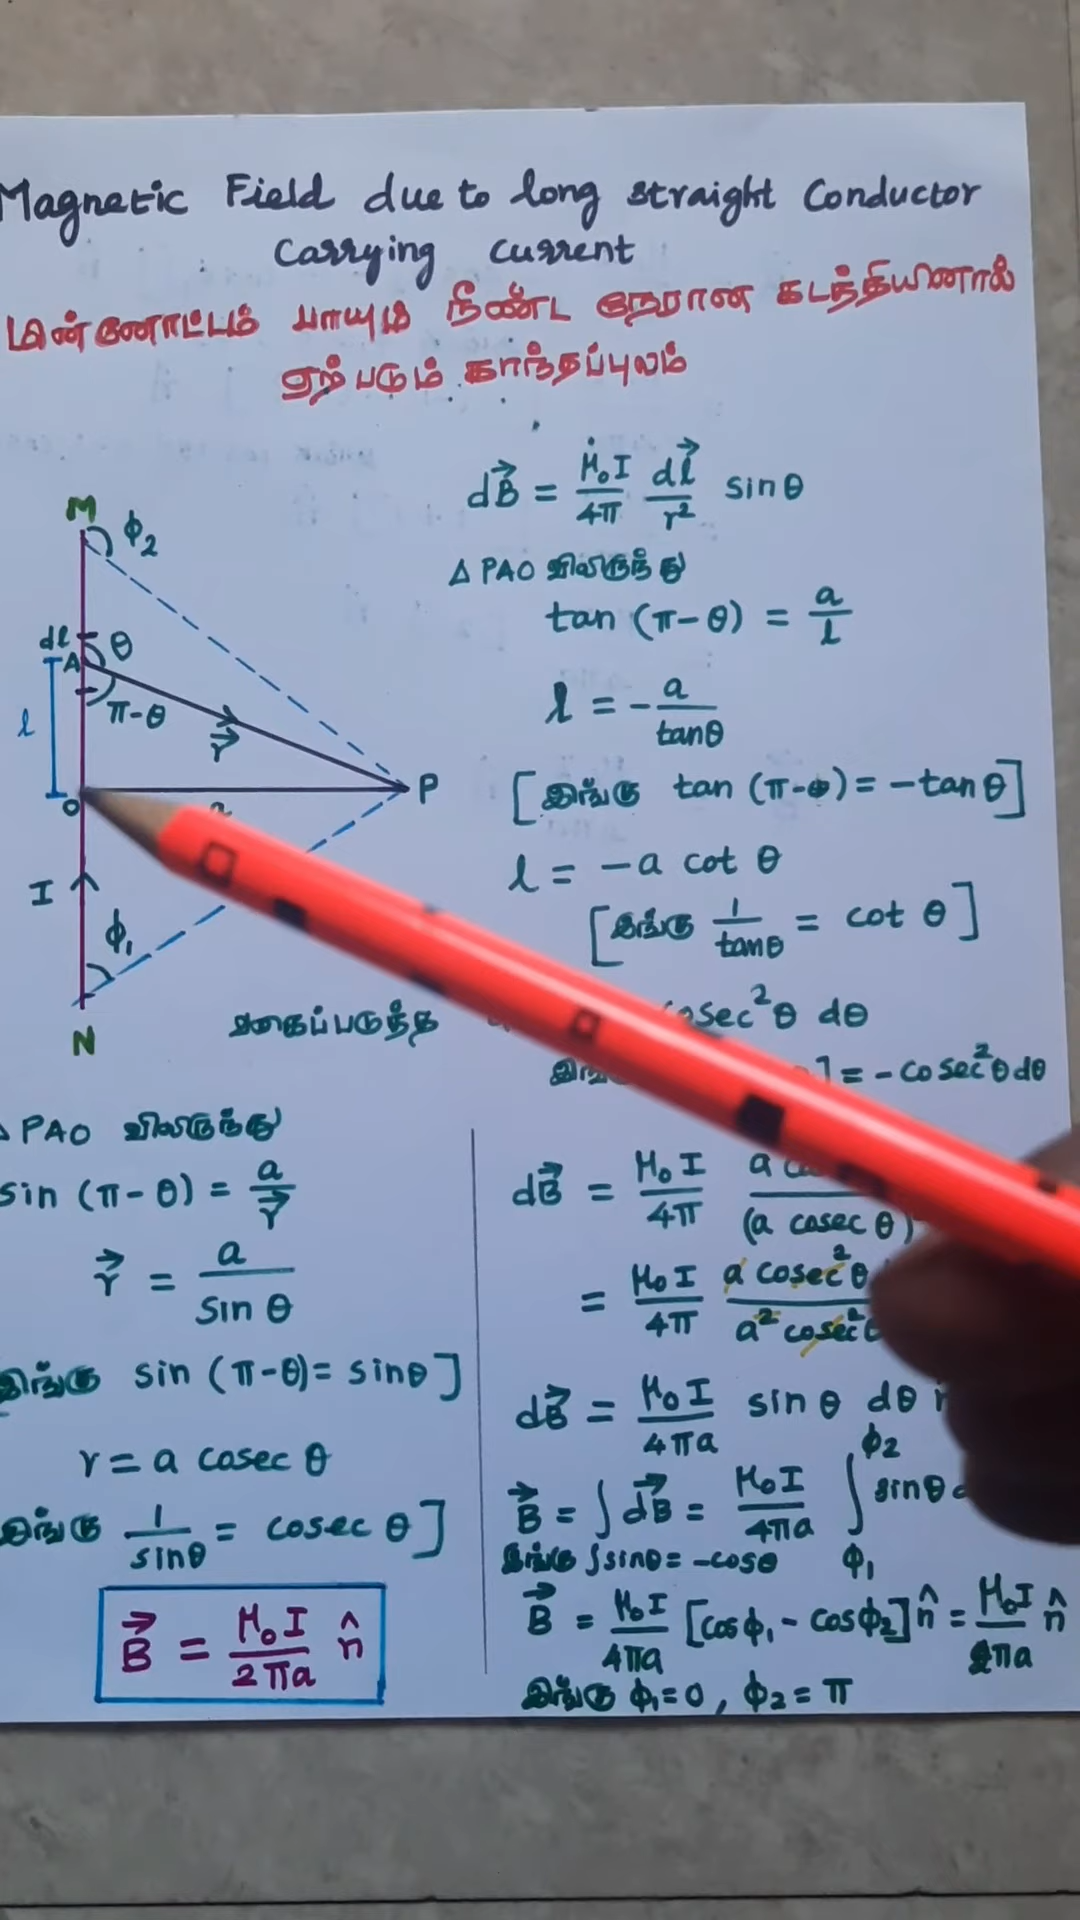 Magnetic Field due to long straight Conductor
Carrying Current
மின்னோட்டம் பாயும் நீண்ட நேரான கடத்தியினால்
ஏற்படும் காந்தப்புலம்
M
ϕ₂
dl
A
θ
π-θ
l
r⃗
O
P
I
ϕ₁
N
dB⃗ = μ₀I/4π dl⃗/r² sinθ
Δ PAO விலிருந்து
tan (π-θ) = a/l
l = -a/tanθ
[இங்கு tan (π-θ) = -tanθ]
l = -a cot θ
[இங்கு 1/tanθ = cot θ]
வகைப்படுத்த cosec²θ dθ
] = -cosec²θdθ
Δ PAO விலிருந்து
sin (π-θ) = a/r⃗
r⃗ = a/sin θ
இங்கு sin (π-θ) = sinθ]
r = a cosec θ
இங்கு 1/sinθ = cosec θ]
B⃗ = μ₀I/2πa n̂
dB⃗ = μ₀I/4π a /(a cosec θ)
= μ₀I/4π a cosec²θ/a² cosec²
dB⃗ = μ₀I/4πa sin θ dθ
B⃗ = ∫dB⃗ = μ₀I/4πa ∫ϕ₁^ϕ₂ sinθ
இங்கு ∫sinθ = -cosθ
B⃗ = μ₀I/4πa [cosϕ₁ - cosϕ₂]n̂ = μ₀I/2πa n̂
இங்கு ϕ₁=0, ϕ₂=π